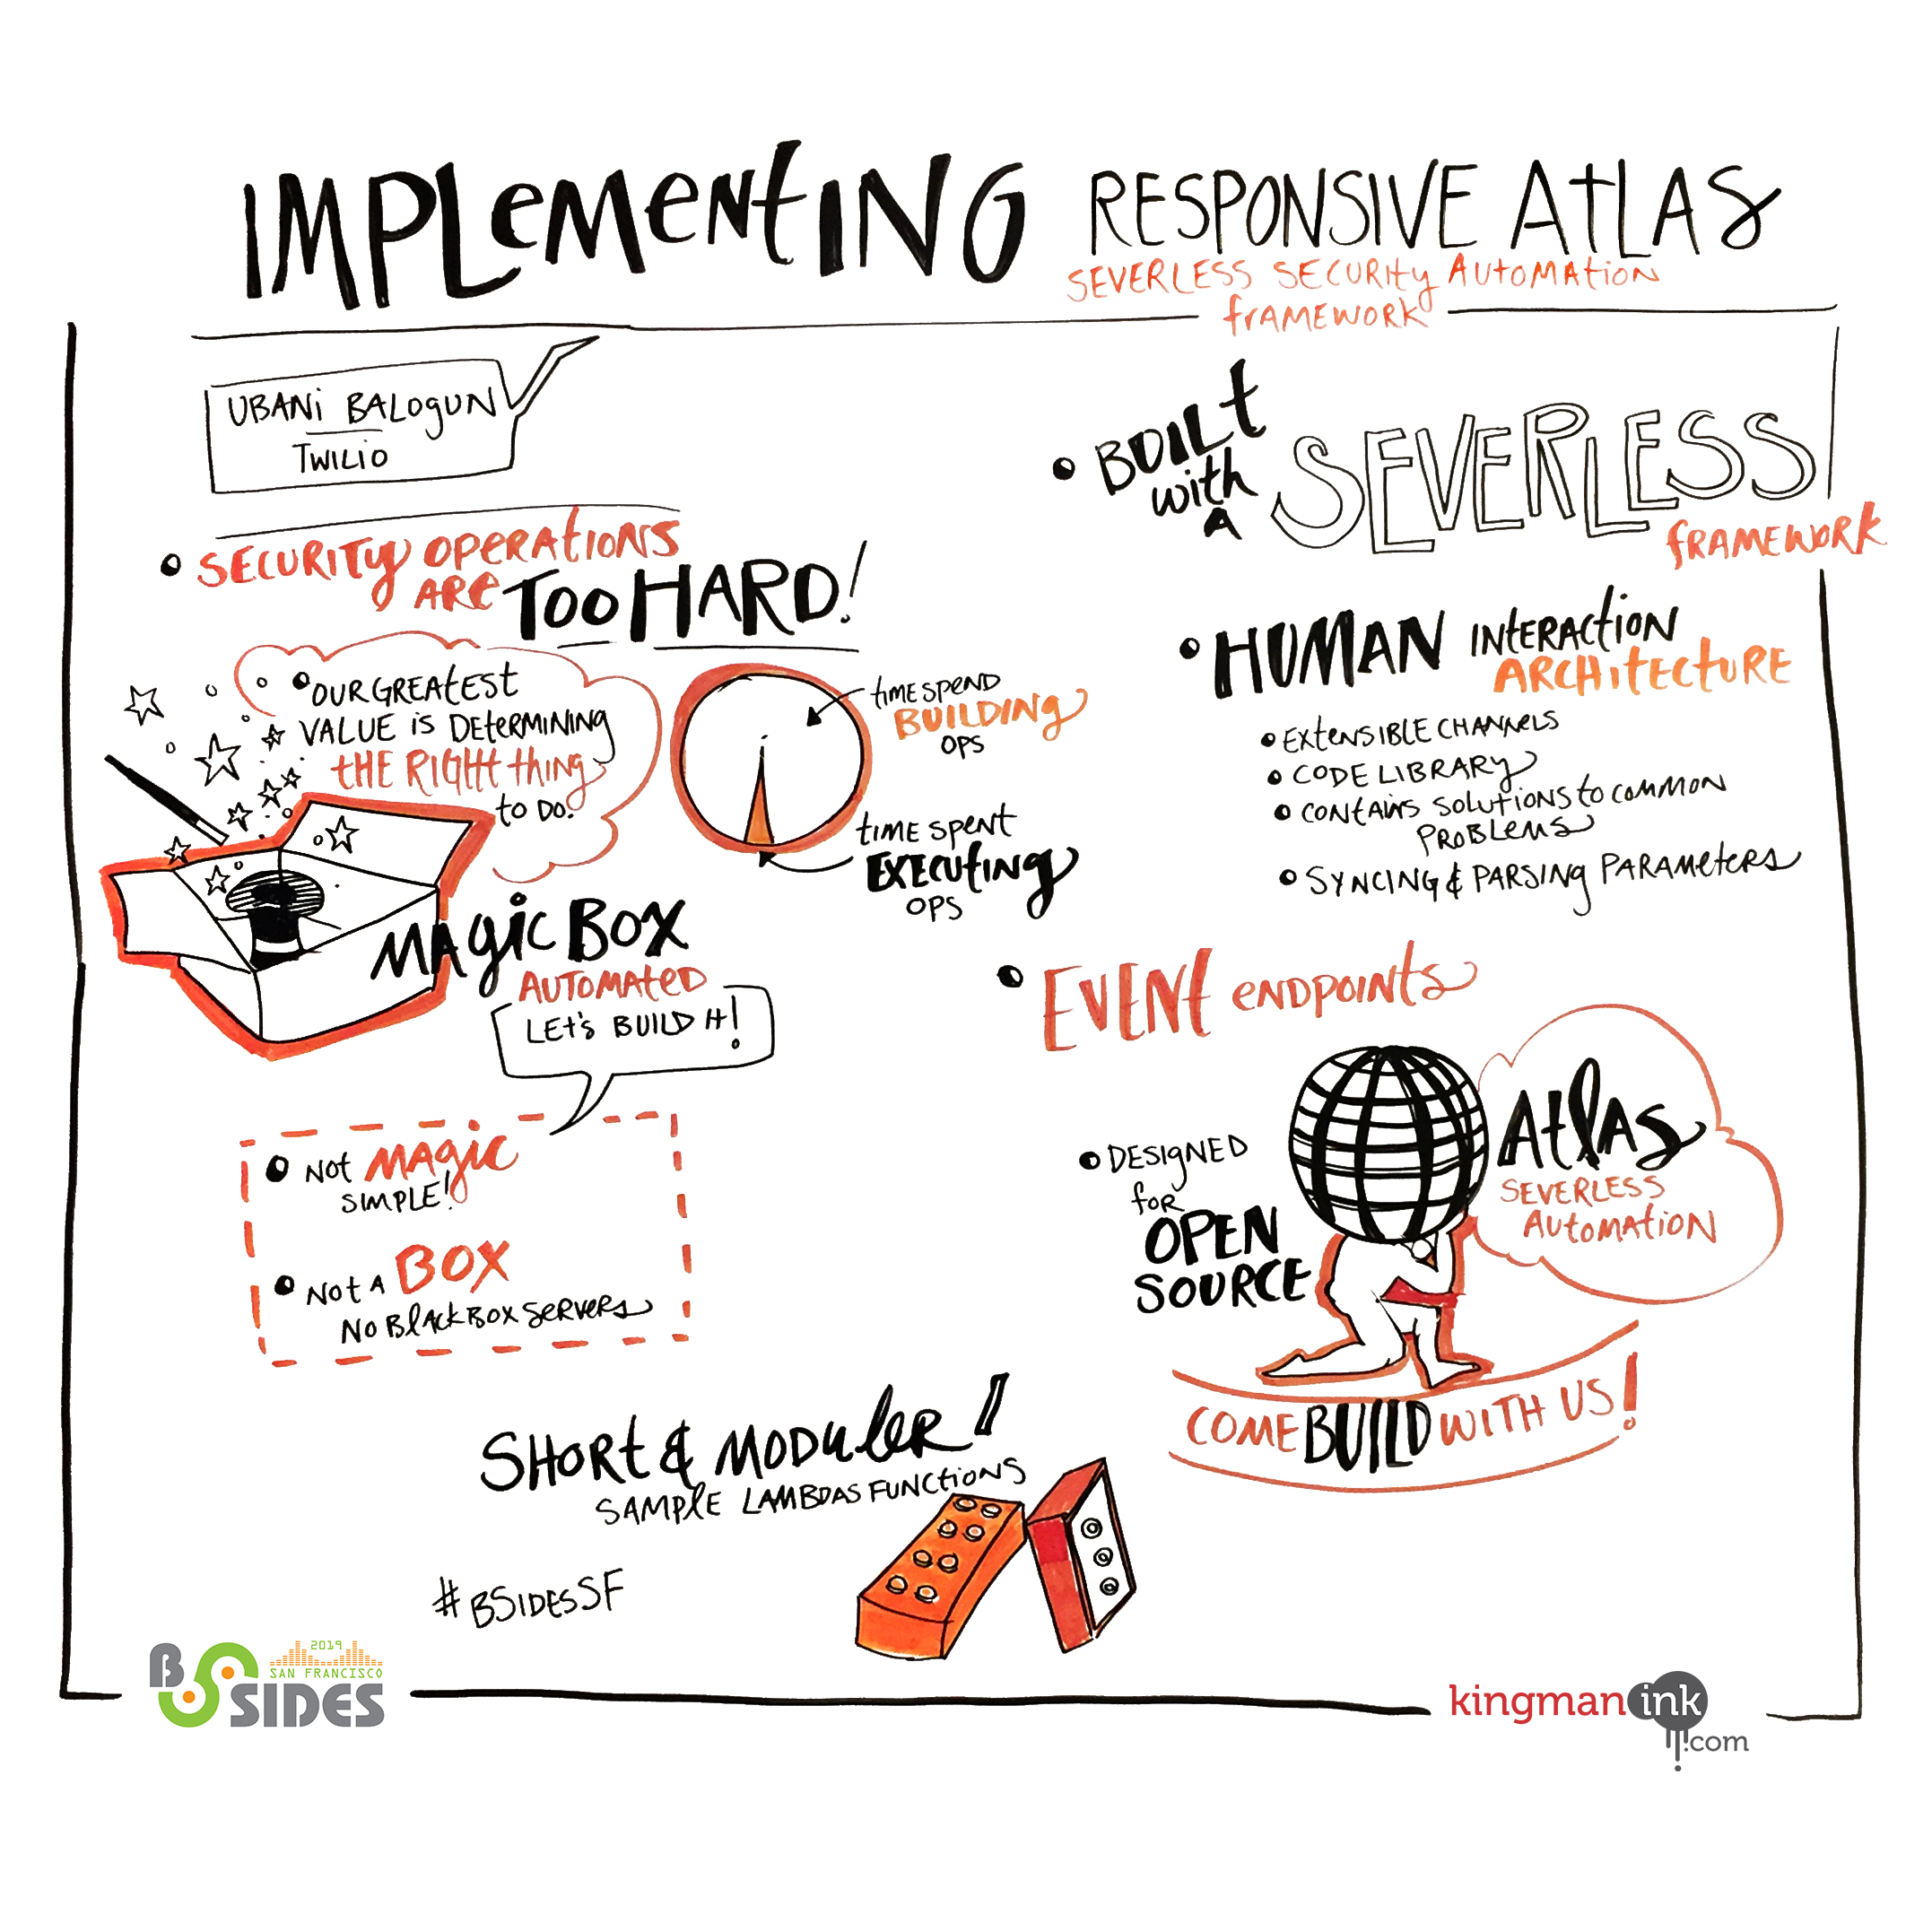 IMPLEMENTING RESPONSIVE ATLAS
SEVERLESS SECURITY AUTOMATION
FRAMEWORK
UBANI BALOGUN
TWILIO
• SECURITY OPERATIONS
ARE TOO HARD!
• OUR GREATEST
VALUE IS DETERMINING
THE RIGHT thing
to DO.
time SPEND
BUILDING
OPS
time spent
EXECUTING
OPS
MAGIC BOX
AUTOMATED
LET'S BUILD It!
• NOT MAGIC
SIMPLE!
• NOT A BOX
NO BLACK BOX SERVERS
SHORT & MODULER!
SAMPLE LAMBDAS FUNCTIONS
#BSIDESSF
• BUILT
with
A
SEVERLESS
FRAMEWORK
• HUMAN INTERACTION
ARCHITECTURE
• EXTENSIBLE CHANNELS
• CODE LIBRARY
• CONTAINS SOLUTIONS to COMMON
PROBLEMS
• SYNCING & PARSING PARAMETERS
• EVENT ENDPOINTS
• DESIGNED
for
OPEN
SOURCE
AtlAS
SEVERLESS
AUTOMATION
COME BUILD WITH US!
B SIDES
2019
SAN FRANCISCO
kingman ink
.com